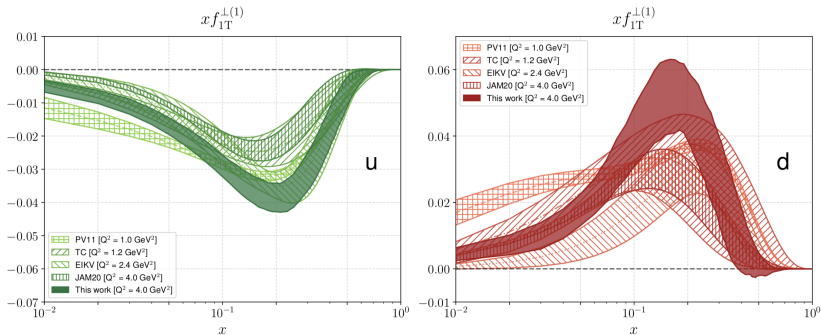 xf_{1T}^{⊥(1)}
0.01
0.00
−0.01
−0.02
−0.03
−0.04
−0.05
−0.06
−0.07
u
PV11 [Q² = 1.0 GeV²]
TC [Q² = 1.2 GeV²]
EIKV [Q² = 2.4 GeV²]
JAM20 [Q² = 4.0 GeV²]
This work [Q² = 4.0 GeV²]
10⁻² 10⁻¹ 10⁰
x
xf_{1T}^{⊥(1)}
PV11 [Q² = 1.0 GeV²]
TC [Q² = 1.2 GeV²]
EIKV [Q² = 2.4 GeV²]
JAM20 [Q² = 4.0 GeV²]
This work [Q² = 4.0 GeV²]
d
0.06
0.04
0.02
0.00
−0.01
10⁻² 10⁻¹ 10⁰
x